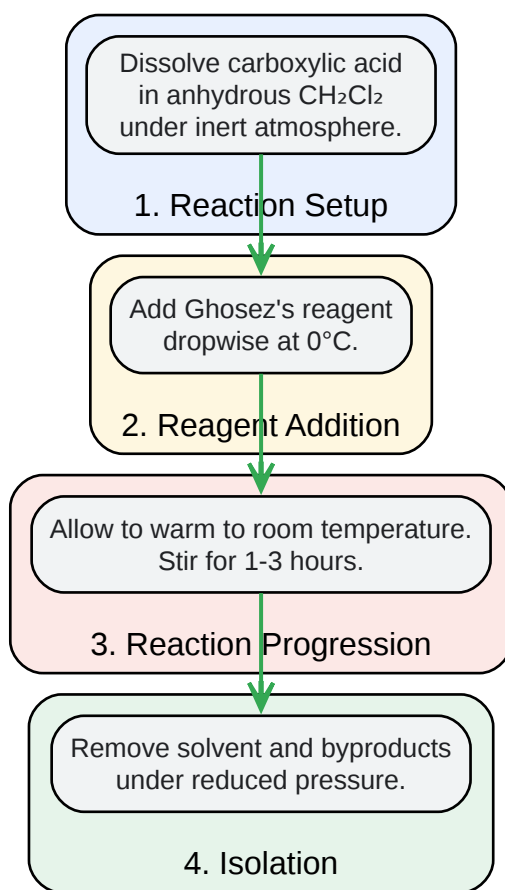 Dissolve carboxylic acid
in anhydrous CH₂Cl₂
under inert atmosphere.
1. Reaction Setup
Add Ghosez's reagent
dropwise at 0°C.
2. Reagent Addition
Allow to warm to room temperature.
Stir for 1-3 hours.
3. Reaction Progression
Remove solvent and byproducts
under reduced pressure.
4. Isolation